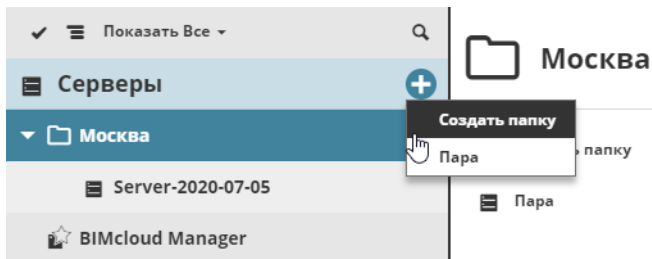 Показать Все
Серверы
Москва
Server-2020-07-05
BIMcloud Manager
Создать папку
Пара
Москва
папку
Пара